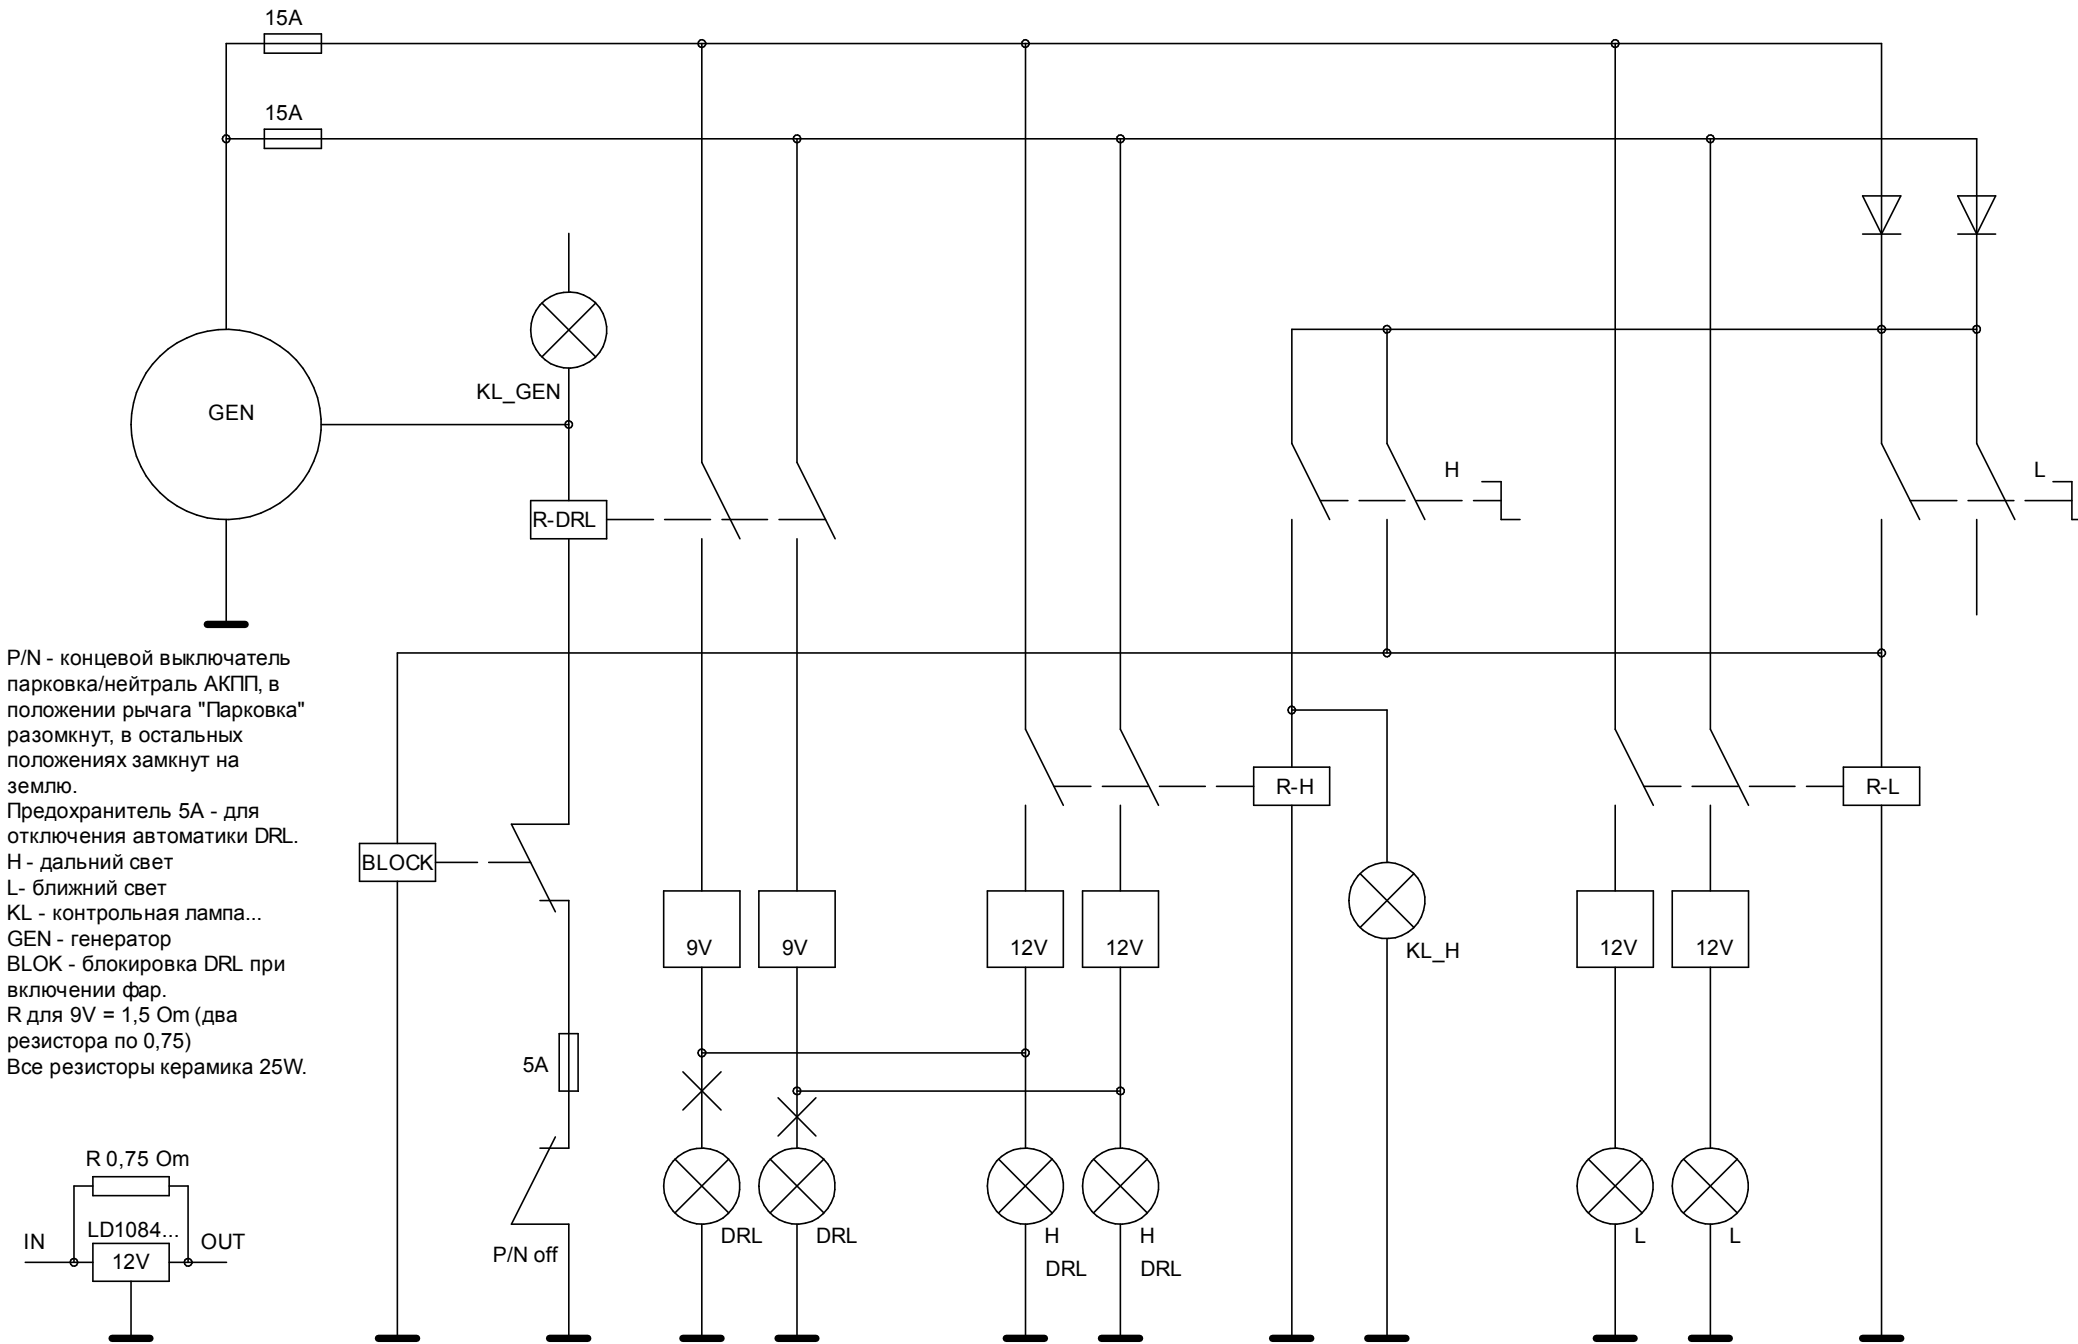 15A
15A
KL_GEN
GEN
H
L
R-DRL
P/N - концевой выключатель
парковка/нейтраль АКПП, в
положении рычага "Парковка"
разомкнут, в остальных
положениях замкнут на
землю.
Предохранитель 5А - для
отключения автоматики DRL.
H - дальний свет
L- ближний свет
KL - контрольная лампа...
GEN - генератор
BLOK - блокировка DRL при
включении фар.
R для 9V = 1,5 Om (два
резистора по 0,75)
Все резисторы керамика 25W.
R-H
R-L
BLOCK
9V
9V
12V
12V
KL_H
12V
12V
5A
R 0,75 Om
LD1084...
IN
OUT
12V
P/N off
DRL
DRL
H
DRL
H
DRL
L
L